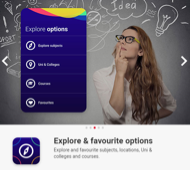 Idea
Explore options
Explore subjects
Uni & Colleges
Courses
Favourites
Explore & favourite options
Explore and favourite subjects, locations, Uni &
colleges and courses.